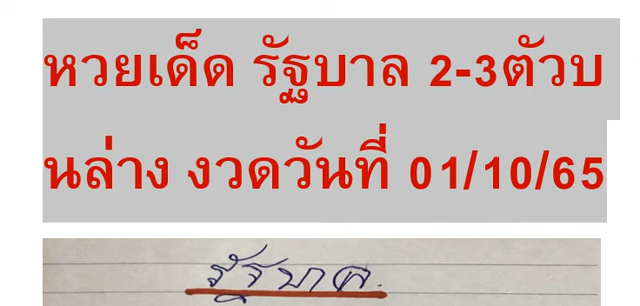 หวยเด็ด รัฐบาล 2-3ตัวบ
นล่าง งวดวันที่ 01/10/65
รัฐบาล.